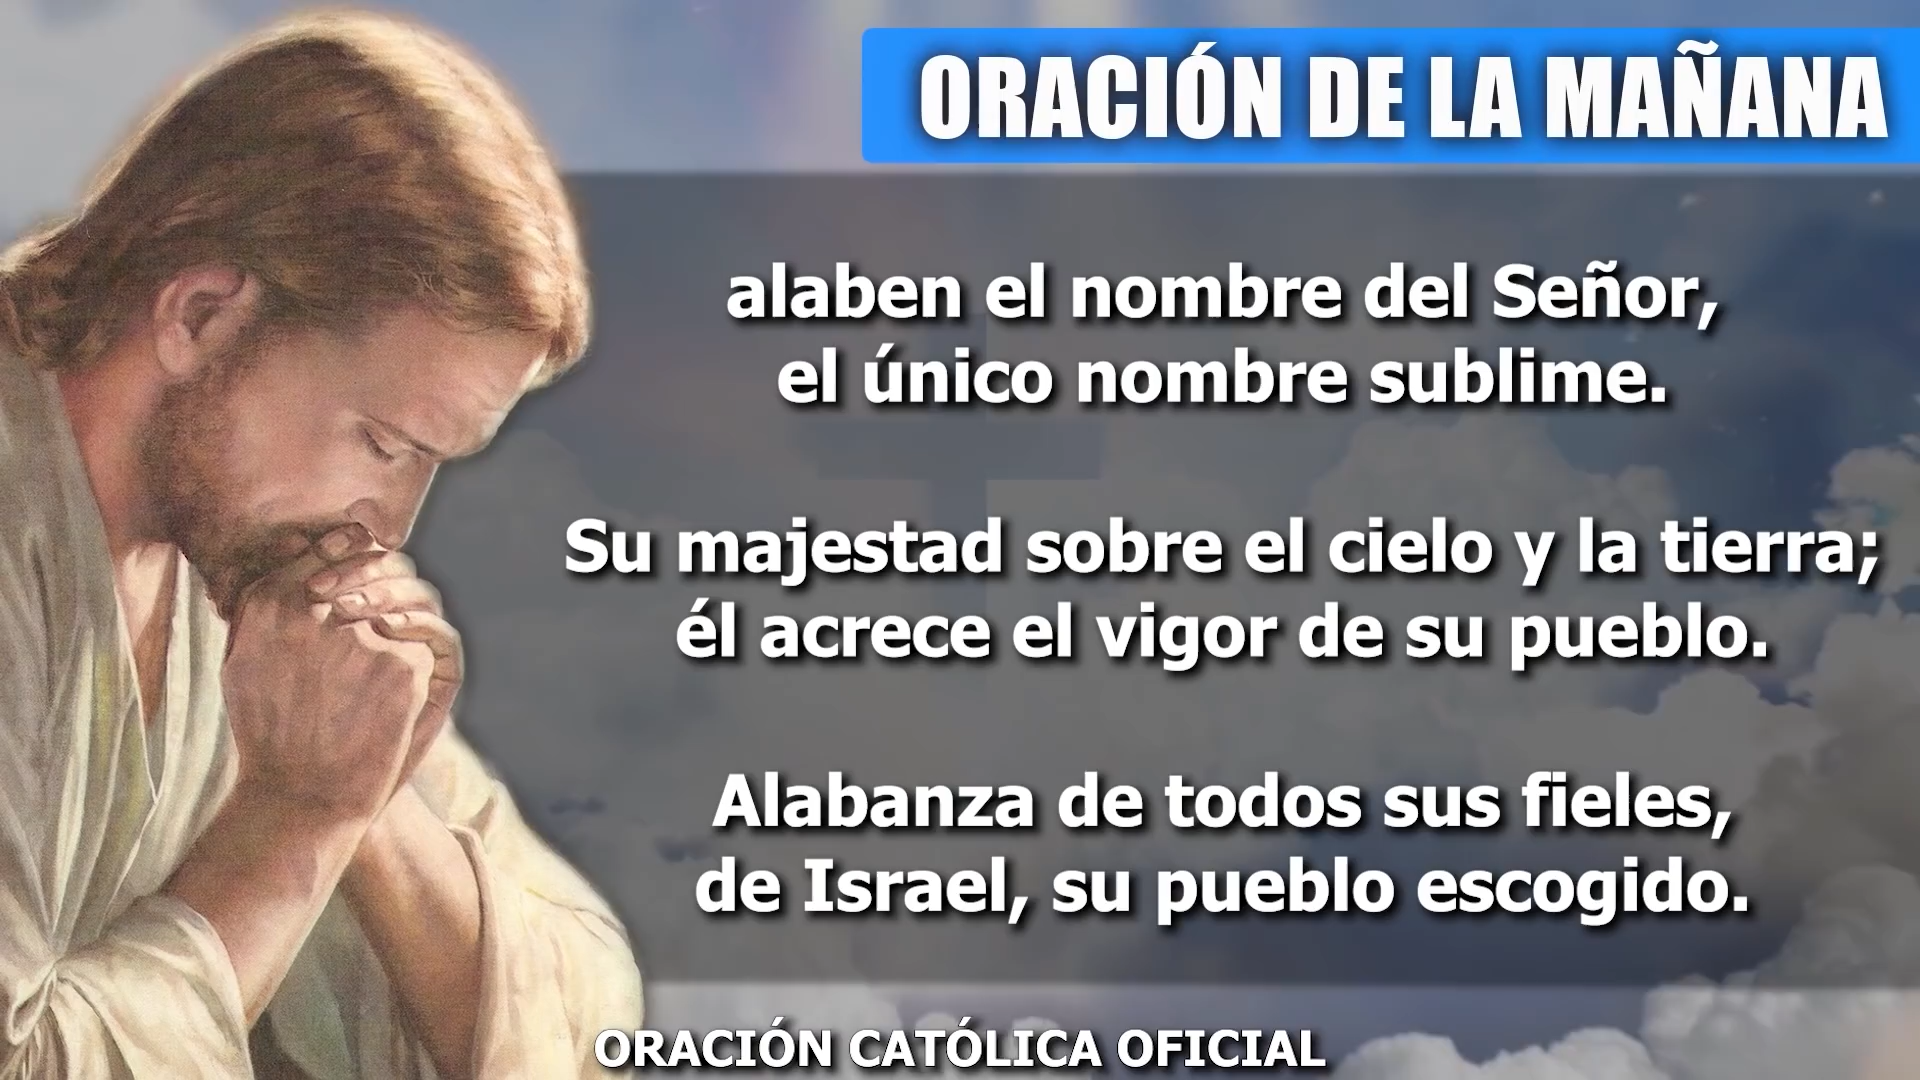 ORACIÓN DE LA MAÑANA
alaben el nombre del Señor,
el único nombre sublime.
Su majestad sobre el cielo y la tierra;
él acrece el vigor de su pueblo.
Alabanza de todos sus fieles,
de Israel, su pueblo escogido.
ORACIÓN CATÓLICA OFICIAL